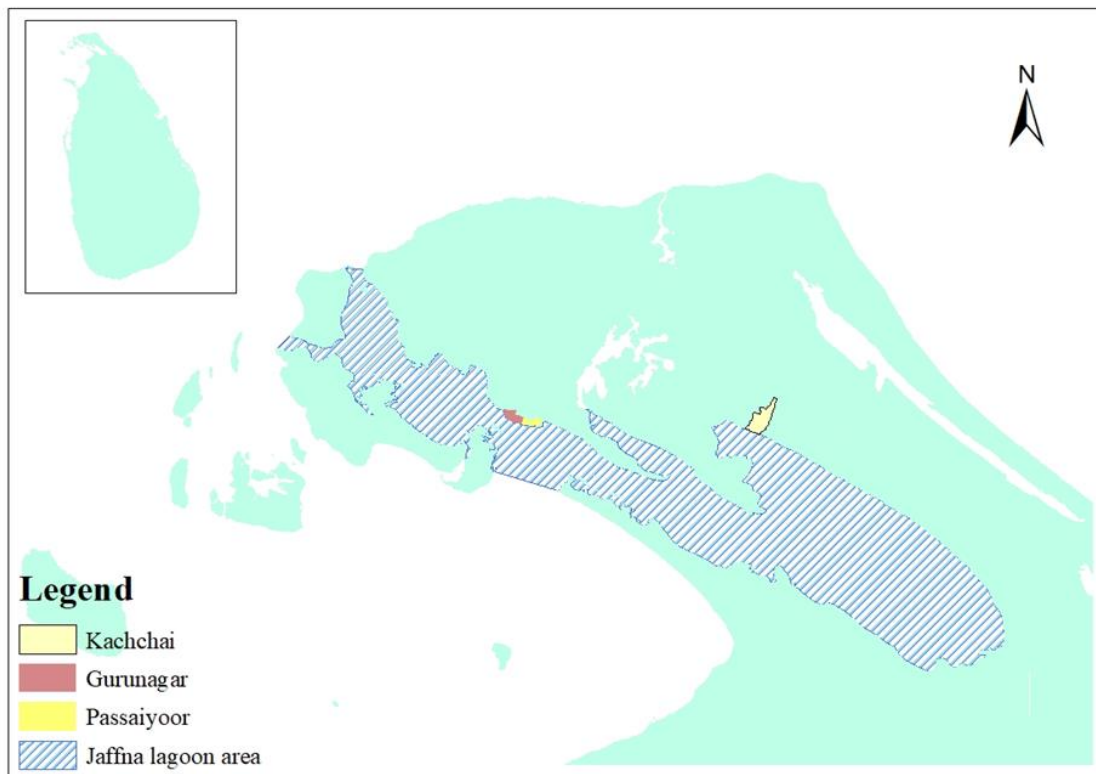 N
Legend
Kachchai
Gurunagar
Passaiyoor
Jaffna lagoon area